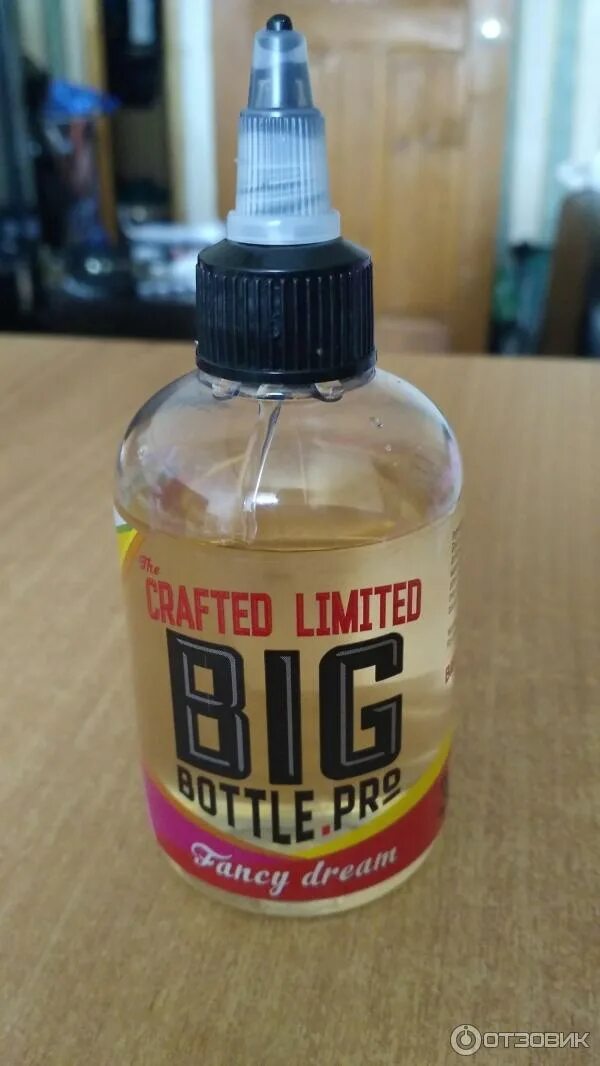 The
CRAFTED LIMITED
BIG
BOTTLE.PRO
Fancy dream
ОТЗОВИК